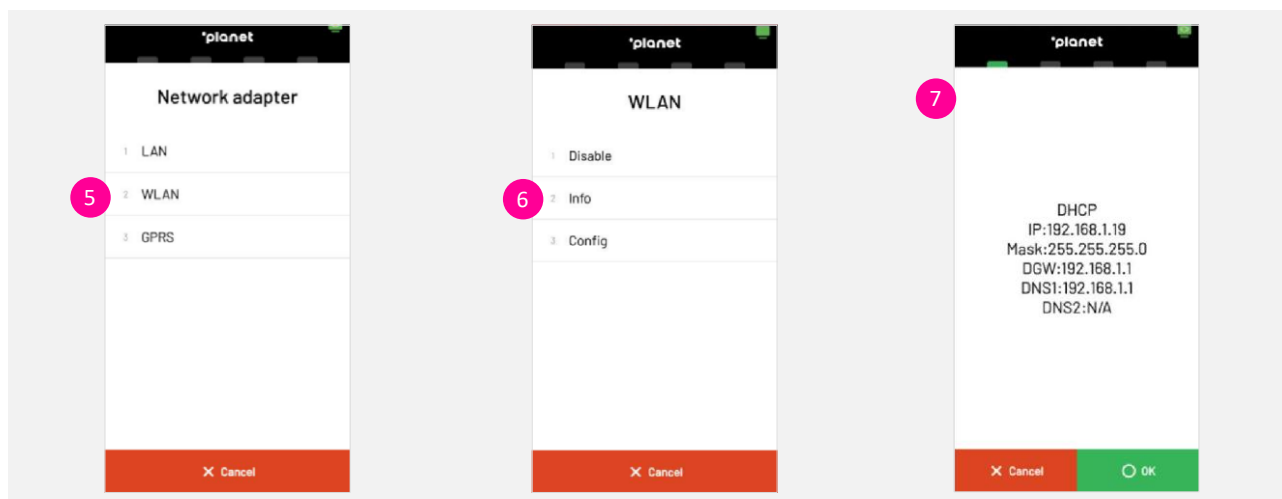 *planet
Network adapter
1 LAN
5
2 WLAN
3 GPRS
X Cancel
*planet
WLAN
1 Disable
6
2 Info
3 Config
X Cancel
*planet
7
DHCP
IP:192.168.1.19
Mask:255.255.255.0
DGW:192.168.1.1
DNS1:192.168.1.1
DNS2:N/A
X Cancel
OK